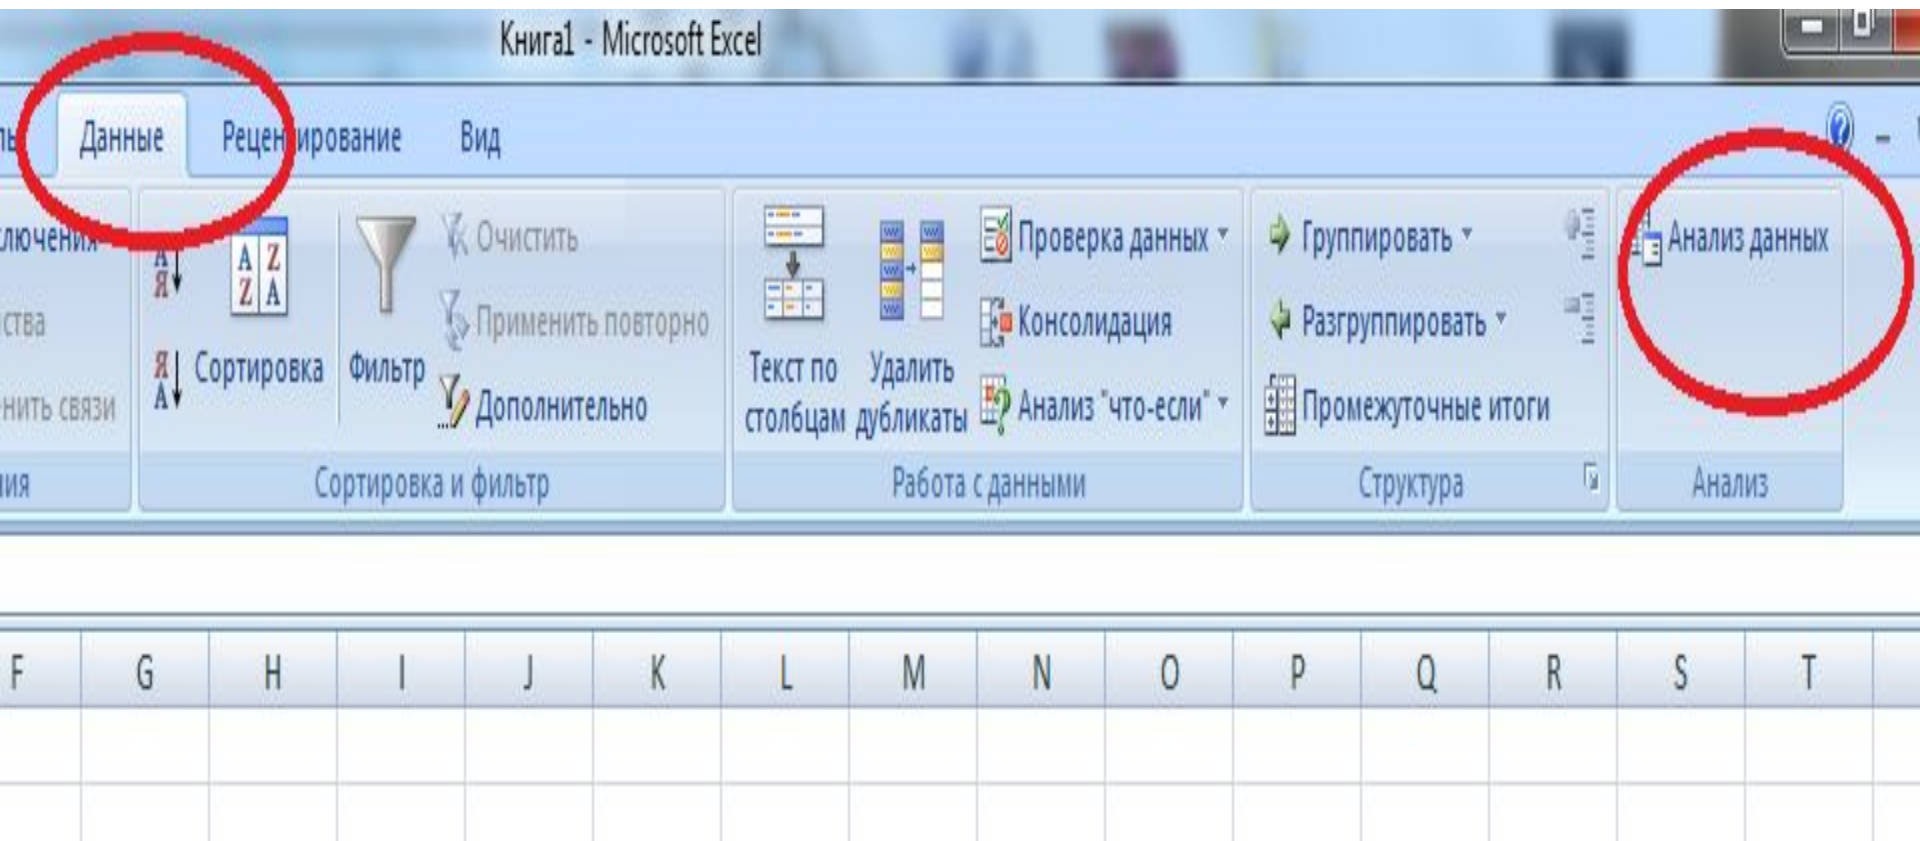 Книга1 - Microsoft Excel
Данные Рецензирование Вид
Очистить
Применить повторно
Дополнительно
Сортировка
Фильтр
Сортировка и фильтр
Текст по столбцам
Удалить дубликаты
Проверка данных
Консолидация
Анализ "что-если"
Работа с данными
Группировать
Разгруппировать
Промежуточные итоги
Структура
Анализ данных
Анализ
F G H I J K L M N O P Q R S T